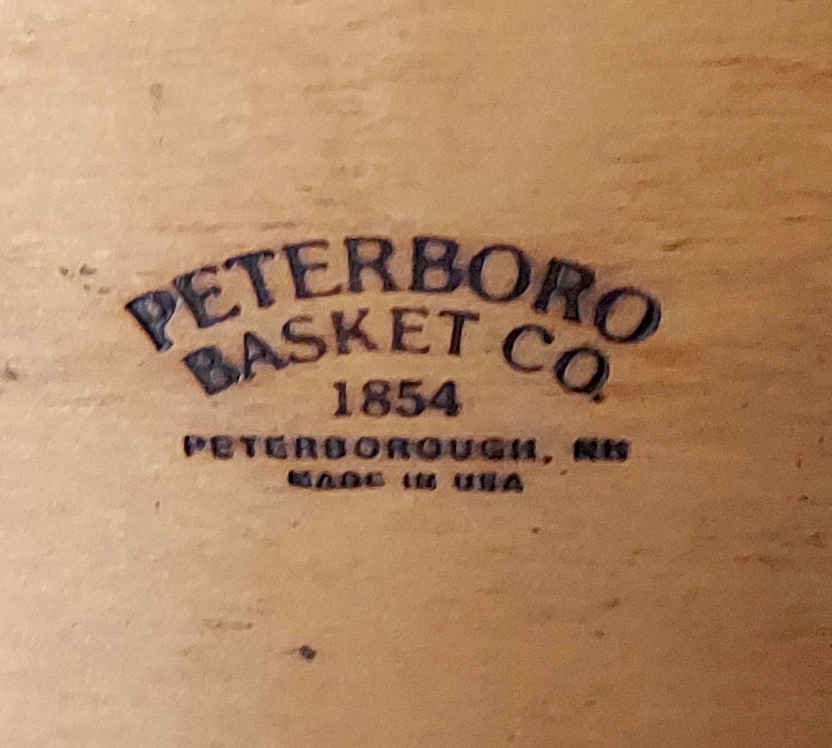 PETERBORO
BASKET CO.
1854
PETERBOROUGH, NH
MADE IN USA